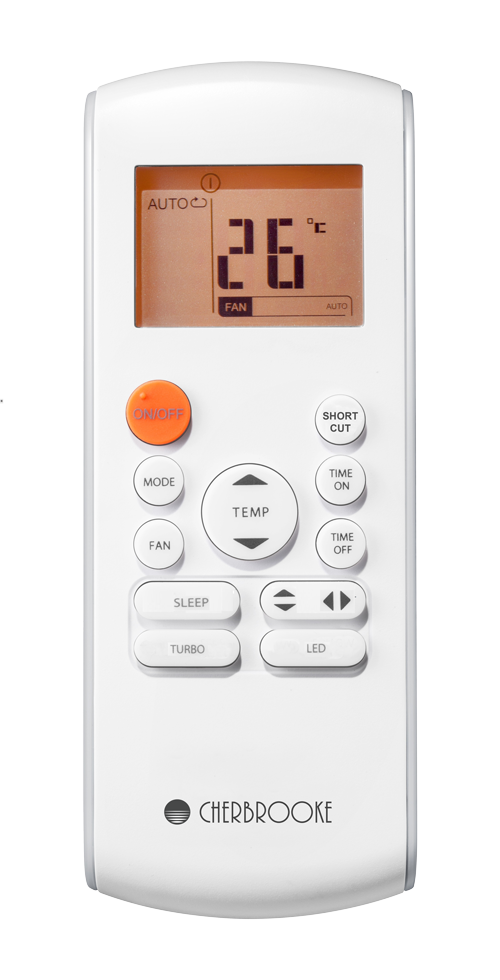 AUTO
26 °C
FAN AUTO
ON/OFF
SHORT
CUT
MODE
TEMP
TIME
ON
FAN
TIME
OFF
SLEEP
TURBO
LED
CHERBROOKE